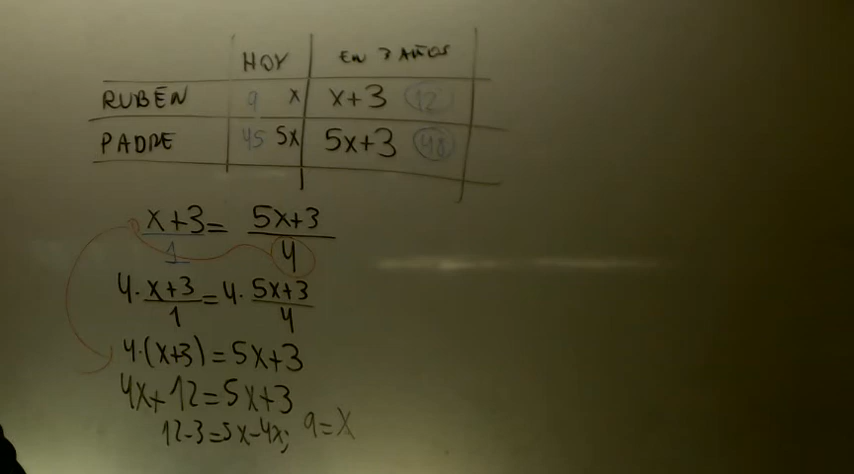 HOY EN 3 AÑOS
RUBÉN 9 x x+3 12
PADRE 45 5x 5x+3 48
x+3/1 = 5x+3/4
4·x+3/1 = 4·5x+3/4
4·(x+3)=5x+3
4x+12=5x+3
12-3=5x-4x; 9=x